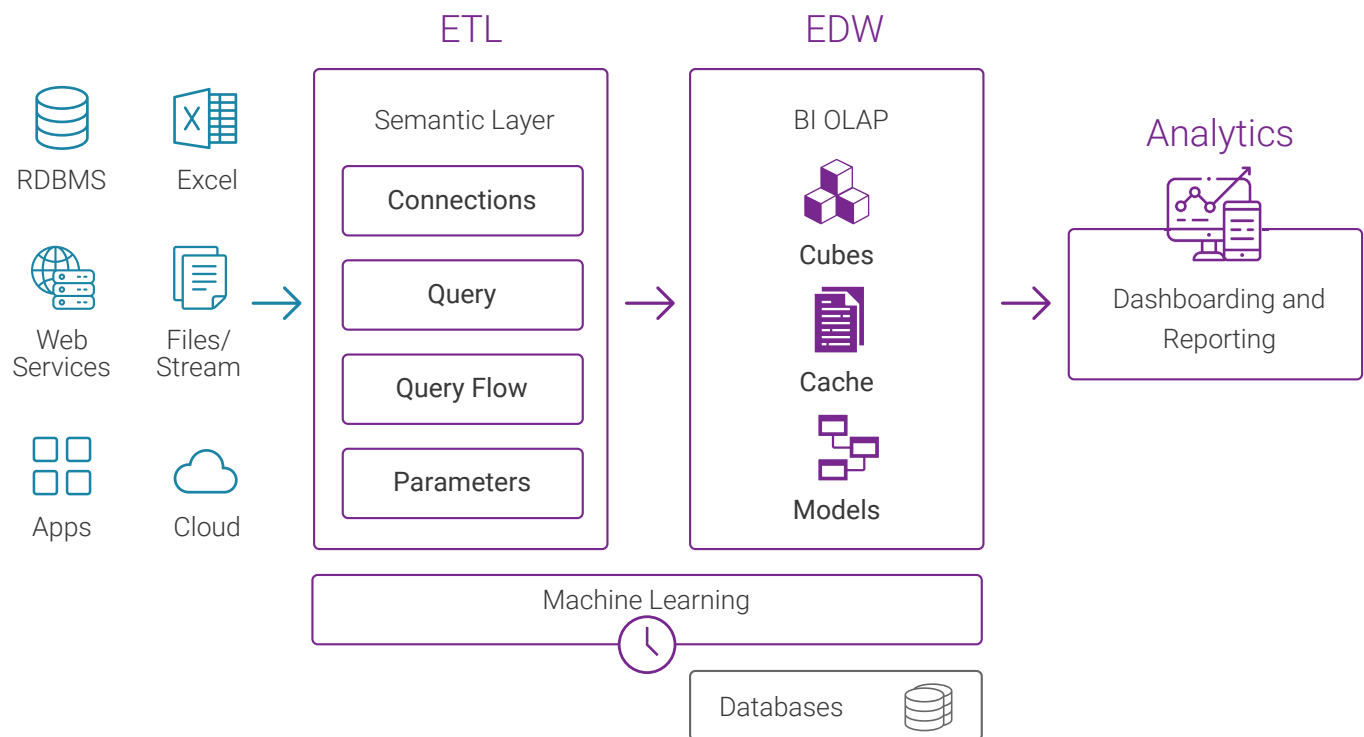 ETL
EDW
Analytics
RDBMS
Excel
Web
Services
Files/
Stream
Apps
Cloud
Semantic Layer
Connections
Query
Query Flow
Parameters
BI OLAP
Cubes
Cache
Models
Dashboarding and
Reporting
Machine Learning
Databases